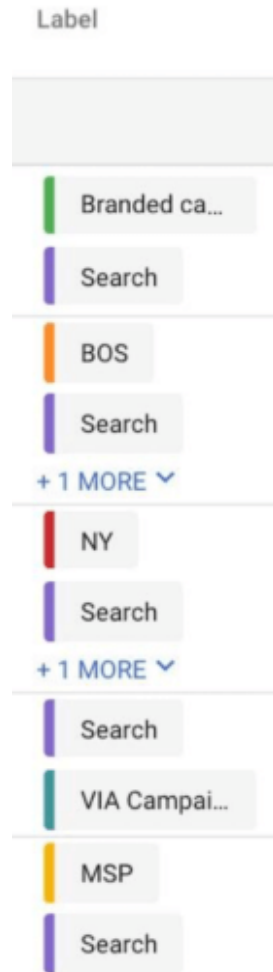 Label
Branded ca...
Search
BOS
Search
+ 1 MORE
NY
Search
+ 1 MORE
Search
VIA Campai...
MSP
Search